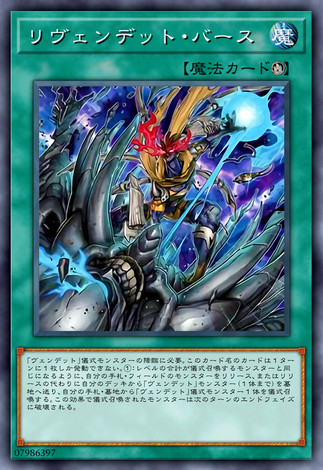 リヴェンデット・バース
魔
【魔法カード】
「ヴェンデット」儀式モンスターの降臨に必要。このカード名のカードは１ター
ンに１枚しか発動できない。①：レベルの合計が儀式召喚するモンスターと同
じになるように、自分の手札・フィールドのモンスターをリリース、またはリリ
ースの代わりに自分のデッキから「ヴェンデット」モンスター（１体まで）を墓
地へ送り、自分の手札・墓地から「ヴェンデット」儀式モンスター１体を儀式召
喚する。この効果で儀式召喚されたモンスターは次のターンのエンドフェイズ
に破壊される。
07986397